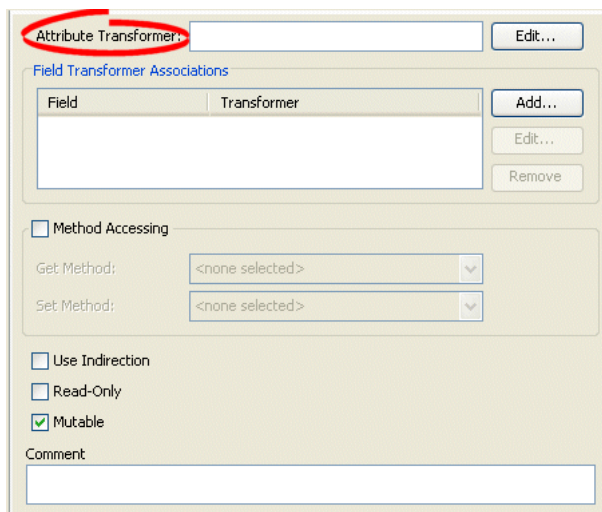 Attribute Transformer: Edit...
Field Transformer Associations
Field Transformer Add...
Edit...
Remove
Method Accessing
Get Method: <none selected>
Set Method: <none selected>
Use Indirection
Read-Only
Mutable
Comment